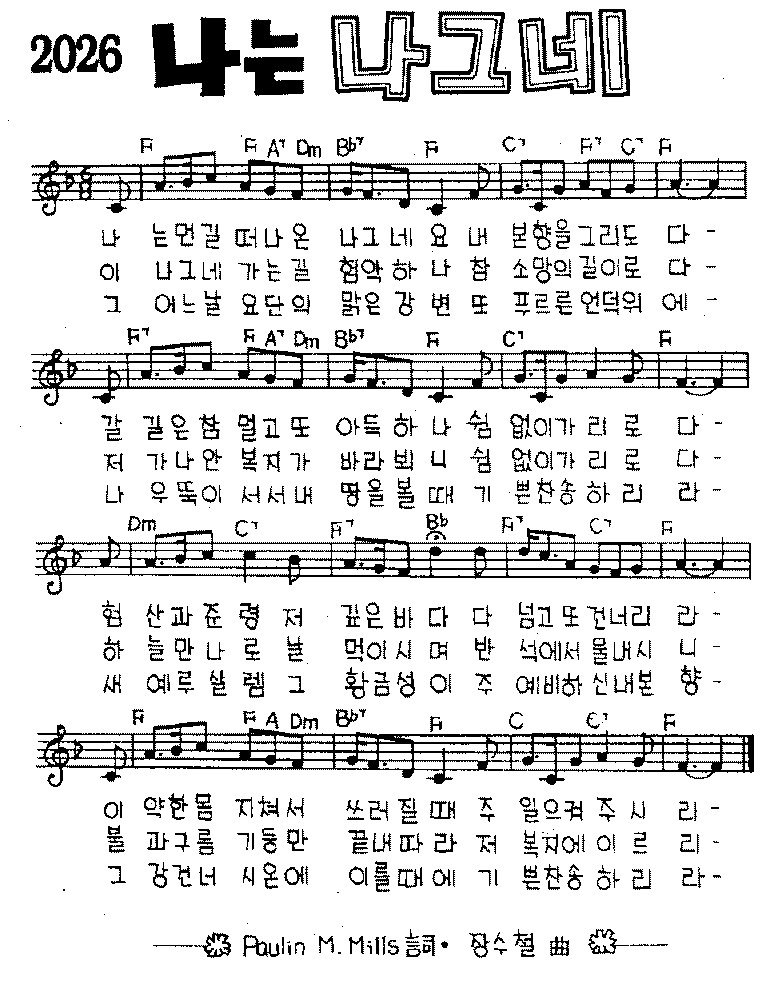 2026 나는 나그네
F F A7 Dm Bb7 F C7 F7 C7 F
나 는먼길 떠나온 나그네 요 내 본향을그리도 다-
이 나그네 가는길 험악하 나 참 소망의길이로 다-
그 어느날 요단의 맑은강 변 또 푸르른언덕위 에-
F7 F A7 Dm Bb7 F C7 F
갈 길은참 멀고또 아득하 나 쉼 없이가 리 로 다-
저 가나안 복지가 바라뵈 니 쉼 없이가 리 로 다-
나 우뚝이 서서내 땅을볼 때 기 쁜찬송 하 리 라-
Dm C7 F7 Bb F7 C7 F
험 산과준 령 저 깊은바 다 다 넘고또건너리 라-
하 늘만나 로 날 먹이시 며 반 석에서물내시 니-
새 예루살 렘 그 황금성 이 주 예비하신내본 향-
F F A Dm Bb7 F C C7 F
이 약한몸 지쳐서 쓰러질 때 주 일으켜 주 시 리-
불 과구름 기둥만 끝내따 라 저 복지에 이 르 리-
그 강건너 시온에 이를때 에 기 쁜찬송 하 리 라-
Paulin M. Mills 詩詞· 장수철 曲